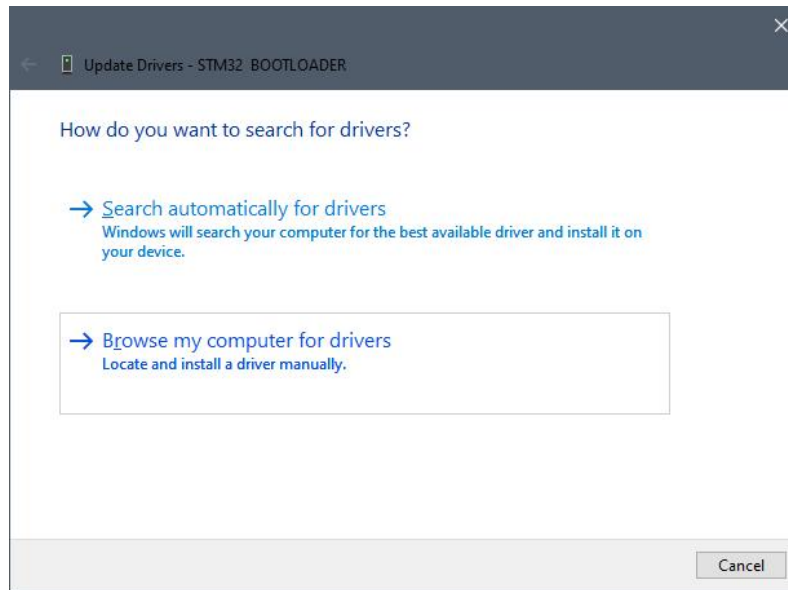 Update Drivers - STM32 BOOTLOADER
How do you want to search for drivers?
Search automatically for drivers
Windows will search your computer for the best available driver and install it on
your device.
Browse my computer for drivers
Locate and install a driver manually.
Cancel